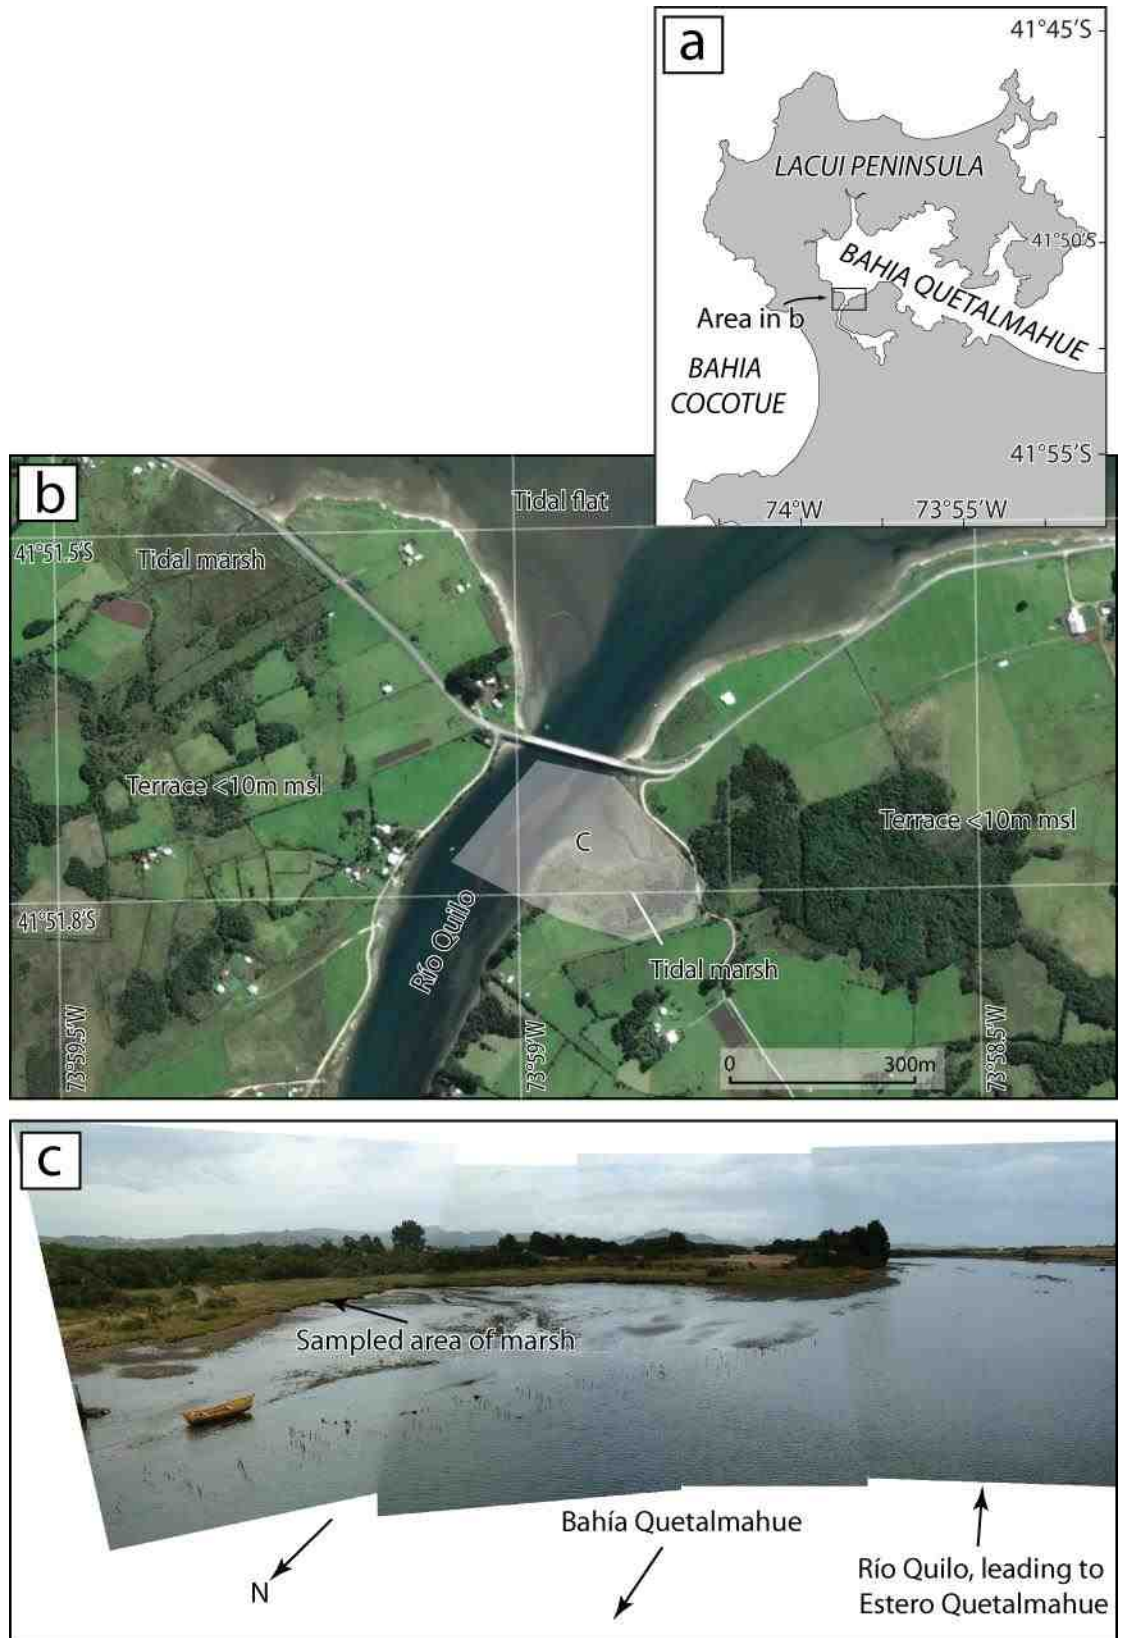 a
41°45'S
LACUI PENINSULA
41°50'S
BAHIA QUETALMAHUE
Area in b
BAHIA
COCOTUE
41°55'S
74°W
73°55'W
b
Tidal flat
41°51.5'S
Tidal marsh
Terrace <10m msl
Terrace <10m msl
C
41°51.8'S
Río Quilo
Tidal marsh
73°59.5'W
73°59'W
73°58.5'W
0
300m
c
Sampled area of marsh
N
Bahía Quetalmahue
Río Quilo, leading to
Estero Quetalmahue